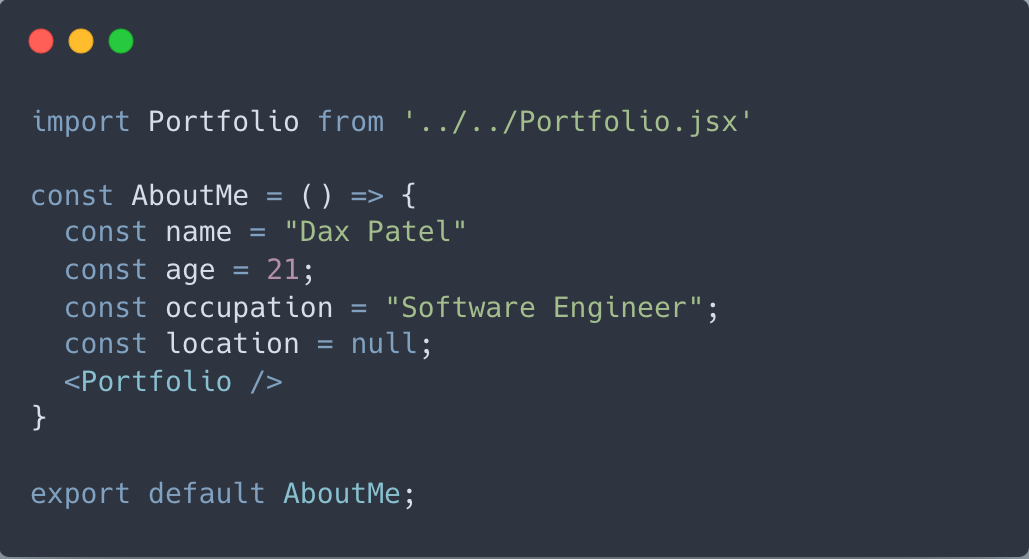 import Portfolio from '../../Portfolio.jsx'
const AboutMe = () => {
  const name = "Dax Patel"
  const age = 21;
  const occupation = "Software Engineer";
  const location = null;
  <Portfolio />
}
export default AboutMe;